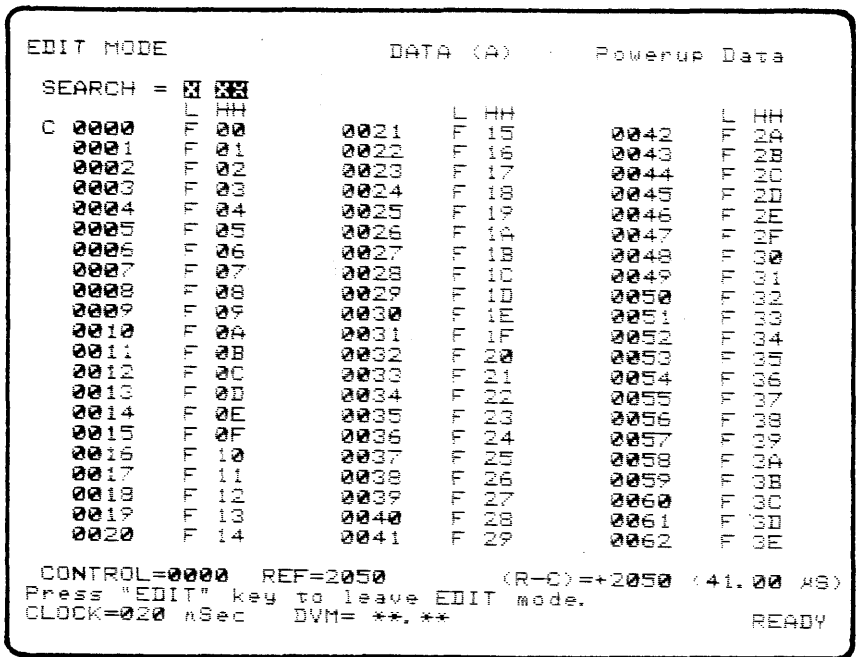 EDIT MODE DATA (A) Powerup Data
SEARCH = X XX
L HH L HH L HH
C 0000 F 00 0021 F 15 0042 F 2A
0001 F 01 0022 F 16 0043 F 2B
0002 F 02 0023 F 17 0044 F 2C
0003 F 03 0024 F 18 0045 F 2D
0004 F 04 0025 F 19 0046 F 2E
0005 F 05 0026 F 1A 0047 F 2F
0006 F 06 0027 F 1B 0048 F 30
0007 F 07 0028 F 1C 0049 F 31
0008 F 08 0029 F 1D 0050 F 32
0009 F 09 0030 F 1E 0051 F 33
0010 F 0A 0031 F 1F 0052 F 34
0011 F 0B 0032 F 20 0053 F 35
0012 F 0C 0033 F 21 0054 F 36
0013 F 0D 0034 F 22 0055 F 37
0014 F 0E 0035 F 23 0056 F 38
0015 F 0F 0036 F 24 0057 F 39
0016 F 10 0037 F 25 0058 F 3A
0017 F 11 0038 F 26 0059 F 3B
0018 F 12 0039 F 27 0060 F 3C
0019 F 13 0040 F 28 0061 F 3D
0020 F 14 0041 F 29 0062 F 3E
CONTROL=0000 REF=2050 (R-C)=+2050 (41.00 µS)
Press "EDIT" key to leave EDIT mode.
CLOCK=020 nSec DVM= **.** READY